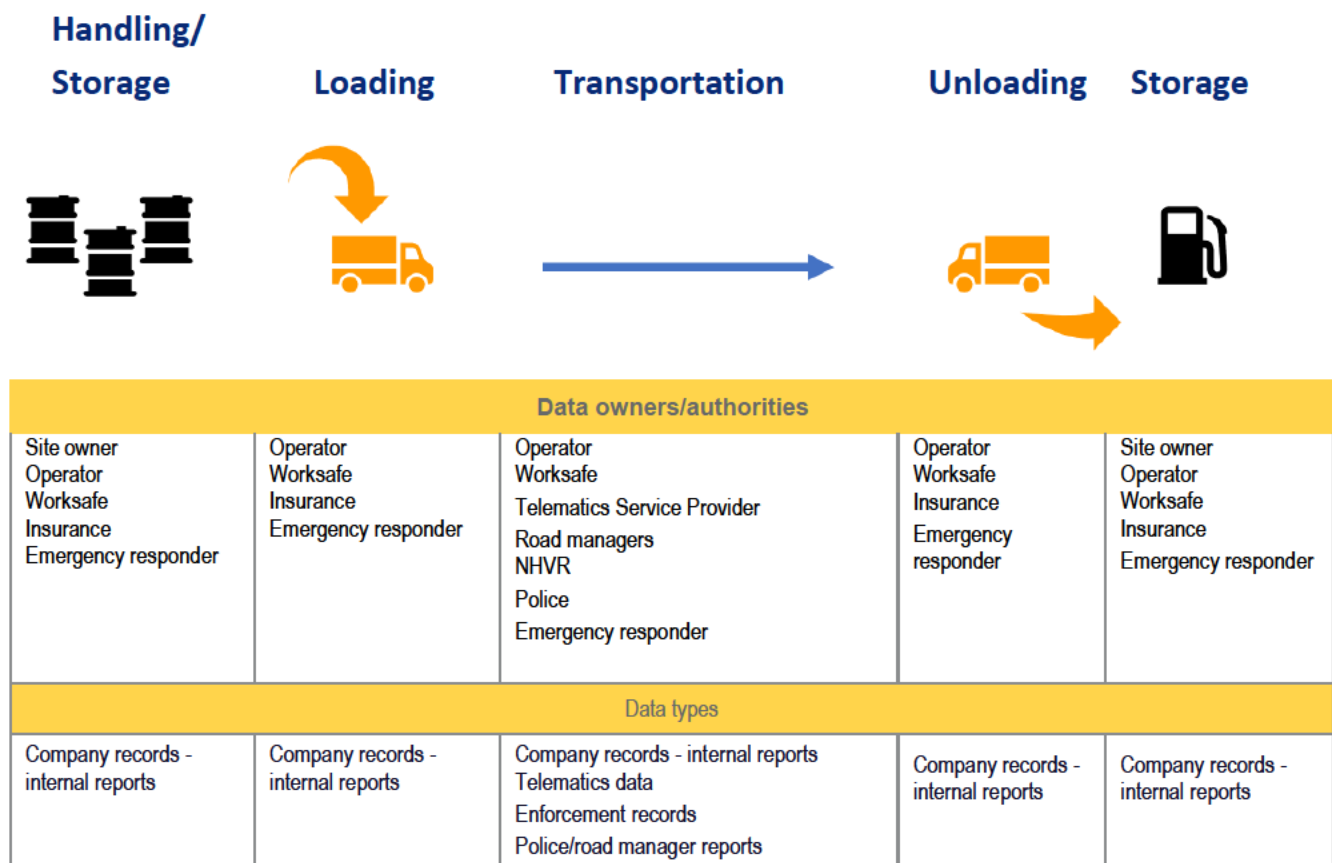 Handling/
Storage
Loading
Transportation
Unloading
Storage
Data owners/authorities
Site owner
Operator
Worksafe
Insurance
Emergency responder
Operator
Worksafe
Insurance
Emergency responder
Operator
Worksafe
Telematics Service Provider
Road managers
NHVR
Police
Emergency responder
Operator
Worksafe
Insurance
Emergency
responder
Site owner
Operator
Worksafe
Insurance
Emergency responder
Data types
Company records -
internal reports
Company records -
internal reports
Company records - internal reports
Telematics data
Enforcement records
Police/road manager reports
Company records -
internal reports
Company records -
internal reports